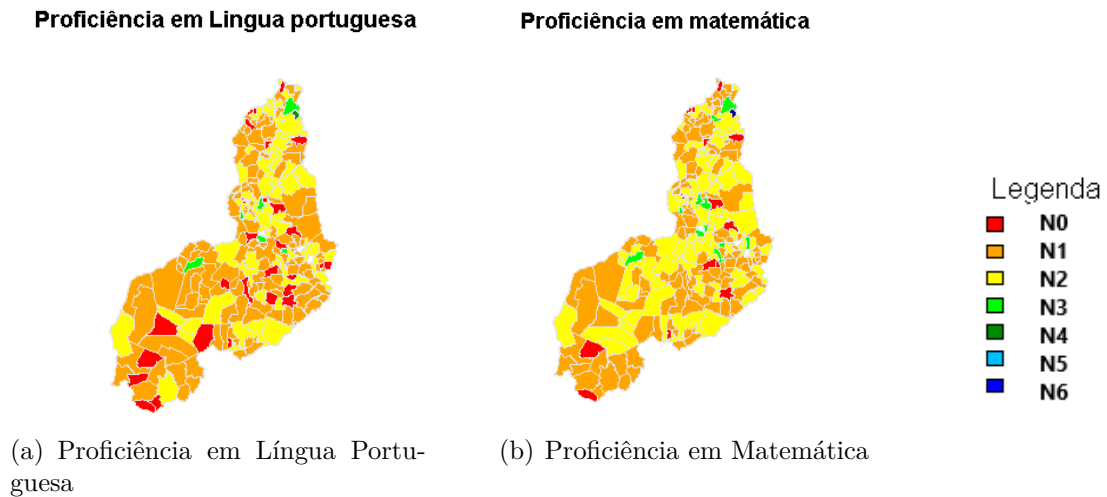 Proficiência em Lingua portuguesa
Proficiência em matemática
Legenda
N0
N1
N2
N3
N4
N5
N6
(a) Proficiência em Língua Portu-
guesa
(b) Proficiência em Matemática